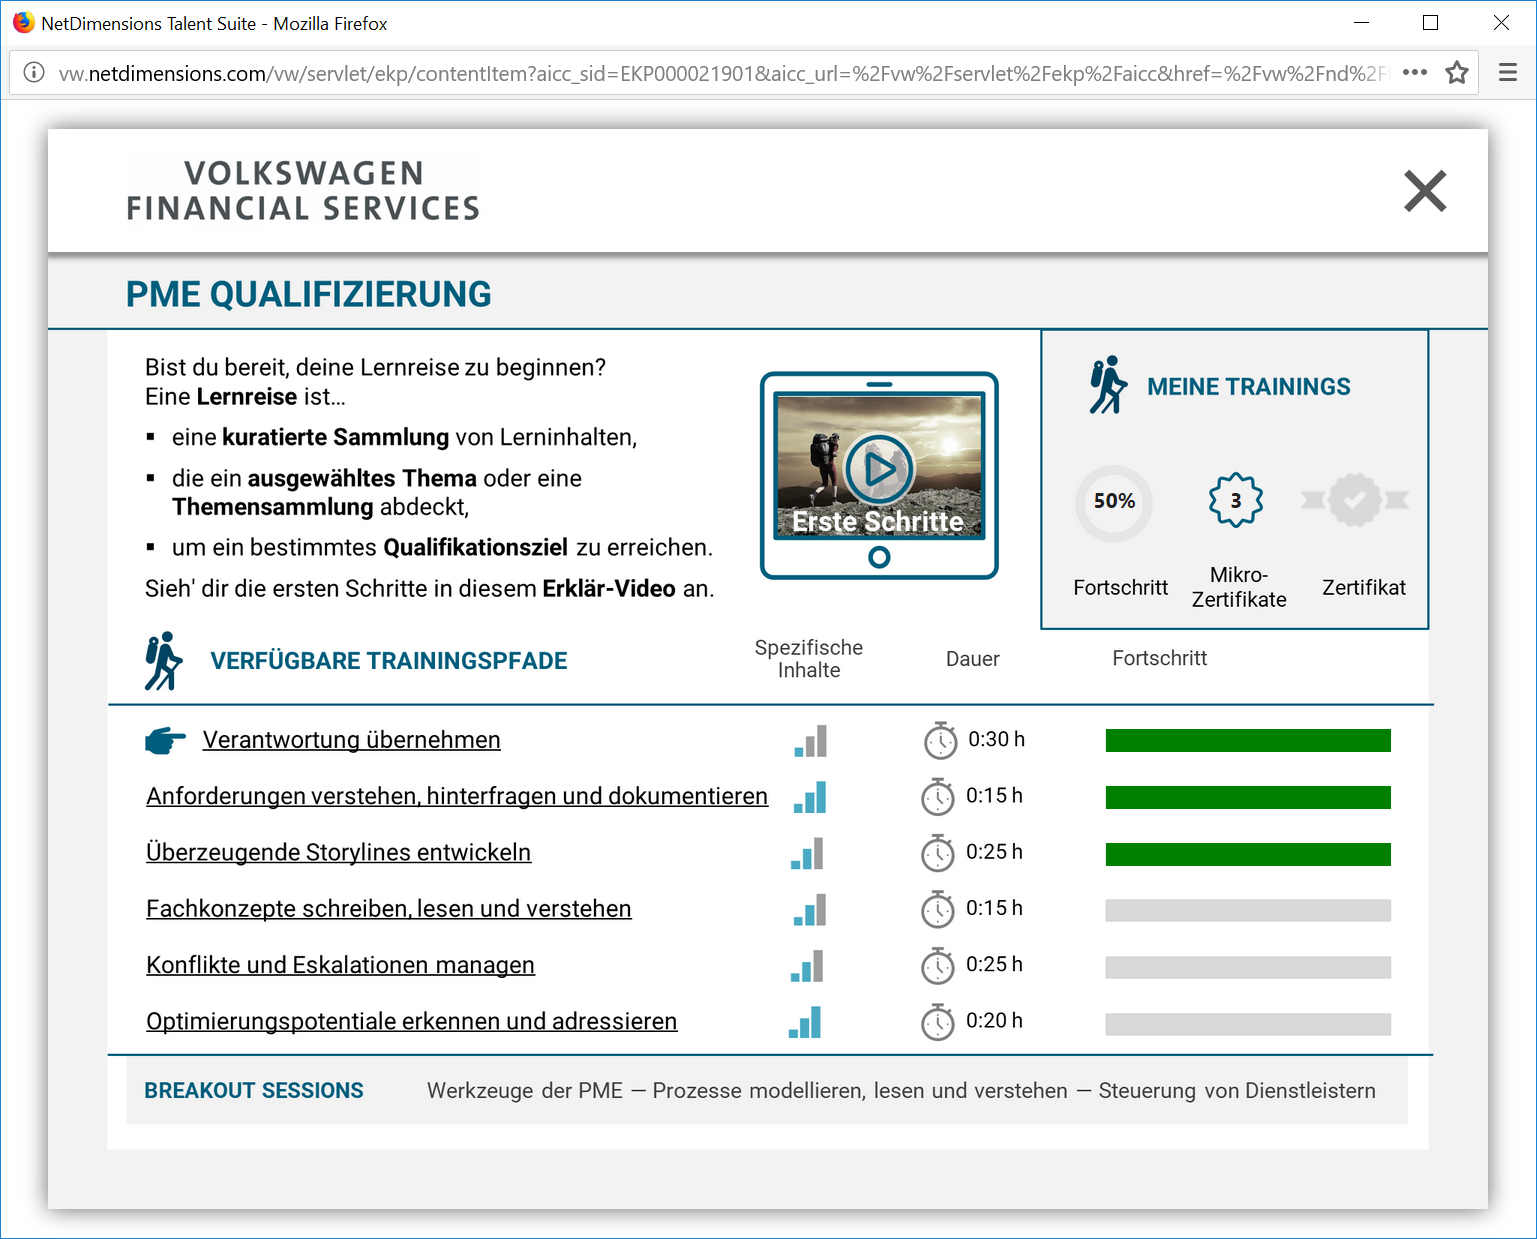 NetDimensions Talent Suite - Mozilla Firefox
vw.netdimensions.com/vw/servlet/ekp/contentItem?aicc_sid=EKP000021901&aicc_url=%2Fvw%2Fservlet%2Fekp%2Faicc&href=%2Fvw%2Fnd%2F
VOLKSWAGEN
FINANCIAL SERVICES
PME QUALIFIZIERUNG
Bist du bereit, deine Lernreise zu beginnen?
Eine Lernreise ist...
▪ eine kuratierte Sammlung von Lerninhalten,
▪ die ein ausgewähltes Thema oder eine
Themensammlung abdeckt,
▪ um ein bestimmtes Qualifikationsziel zu erreichen.
Sieh' dir die ersten Schritte in diesem Erklär-Video an.
Erste Schritte
MEINE TRAININGS
50%
3
Fortschritt
Mikro-
Zertifikate
Zertifikat
VERFÜGBARE TRAININGSPFADE
Spezifische
Inhalte
Dauer
Fortschritt
Verantwortung übernehmen 0:30 h
Anforderungen verstehen, hinterfragen und dokumentieren 0:15 h
Überzeugende Storylines entwickeln 0:25 h
Fachkonzepte schreiben, lesen und verstehen 0:15 h
Konflikte und Eskalationen managen 0:25 h
Optimierungspotentiale erkennen und adressieren 0:20 h
BREAKOUT SESSIONS Werkzeuge der PME — Prozesse modellieren, lesen und verstehen — Steuerung von Dienstleistern